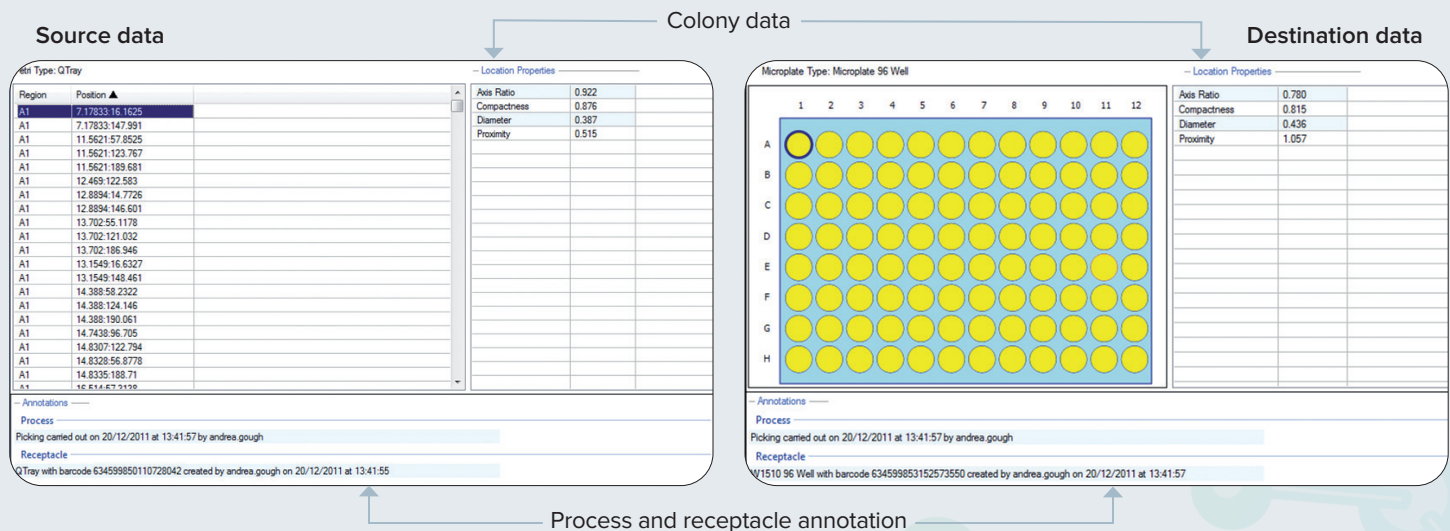 Colony data
Source data
Destination data
etri Type: QTray
Region Position ▲
A1 7.17833:16.1625
A1 7.17833:147.991
A1 11.5621:57.8525
A1 11.5621:123.767
A1 11.5621:189.681
A1 12.469:122.583
A1 12.8894:14.7726
A1 12.8894:146.601
A1 13.702:55.1178
A1 13.702:121.032
A1 13.702:186.946
A1 13.1549:16.6327
A1 13.1549:148.461
A1 14.388:58.2322
A1 14.388:124.146
A1 14.388:190.061
A1 14.7438:96.705
A1 14.8307:122.794
A1 14.8328:56.8778
A1 14.8335:188.71
A1 16.514:57.3138
Location Properties
Axis Ratio 0.922
Compactness 0.876
Diameter 0.387
Proximity 0.515
Annotations
Process
Picking carried out on 20/12/2011 at 13:41:57 by andrea.gough
Receptacle
QTray with barcode 634599850110728042 created by andrea.gough on 20/12/2011 at 13:41:55
Microplate Type: Microplate 96 Well
1 2 3 4 5 6 7 8 9 10 11 12
A
B
C
D
E
F
G
H
Location Properties
Axis Ratio 0.780
Compactness 0.815
Diameter 0.436
Proximity 1.057
Annotations
Process
Picking carried out on 20/12/2011 at 13:41:57 by andrea.gough
Receptacle
W1510 96 Well with barcode 634599853152573550 created by andrea.gough on 20/12/2011 at 13:41:57
Process and receptacle annotation